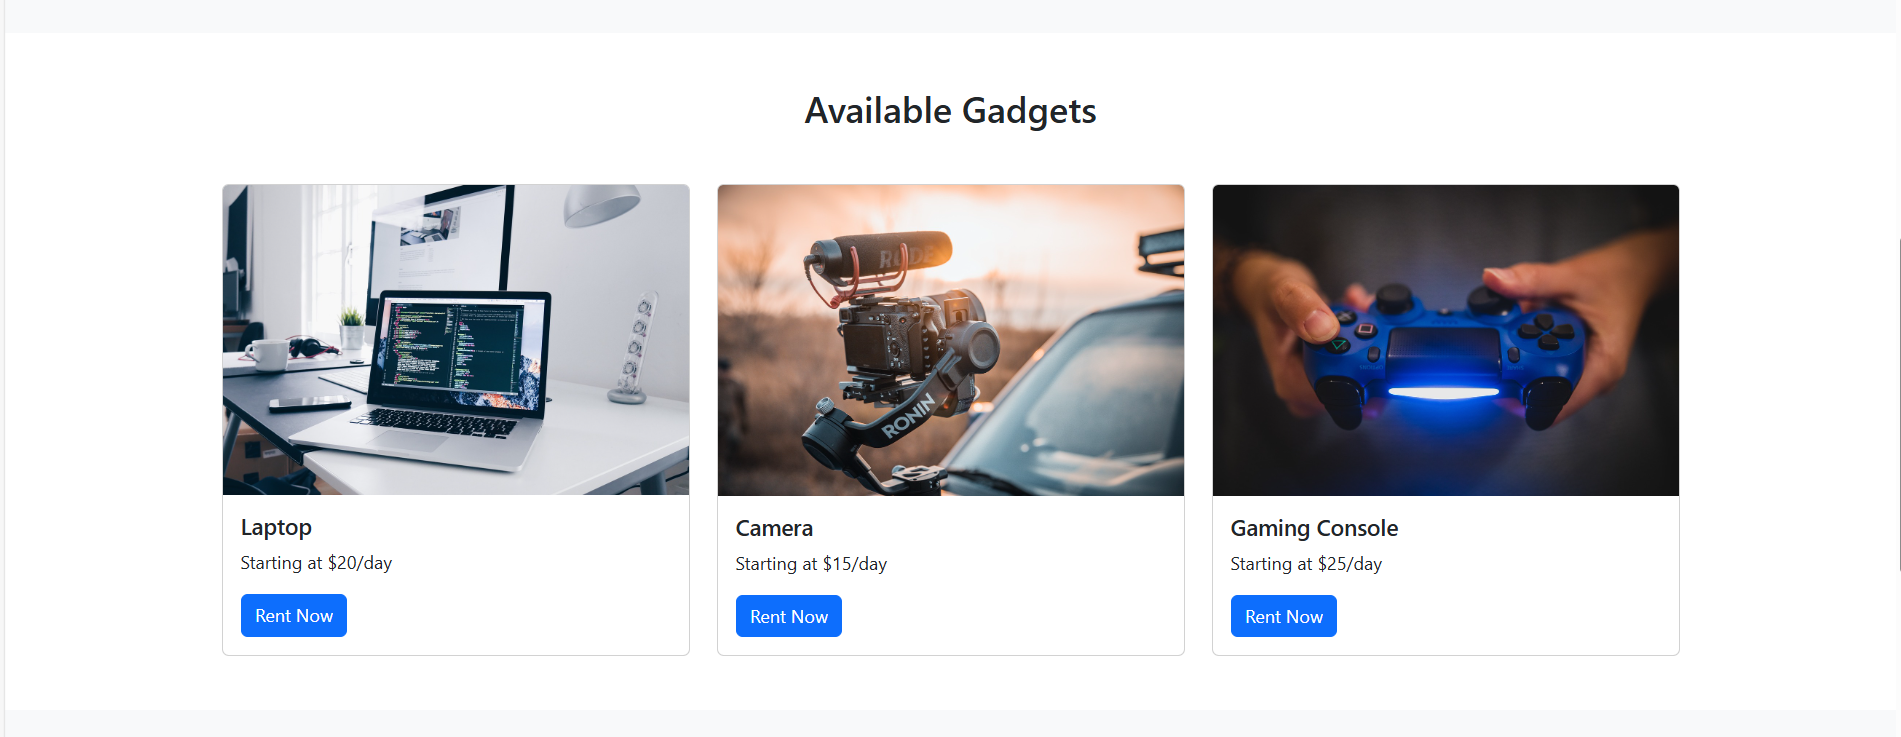 Available Gadgets
RODE
RONIN
Laptop
Starting at $20/day
Rent Now
Camera
Starting at $15/day
Rent Now
Gaming Console
Starting at $25/day
Rent Now